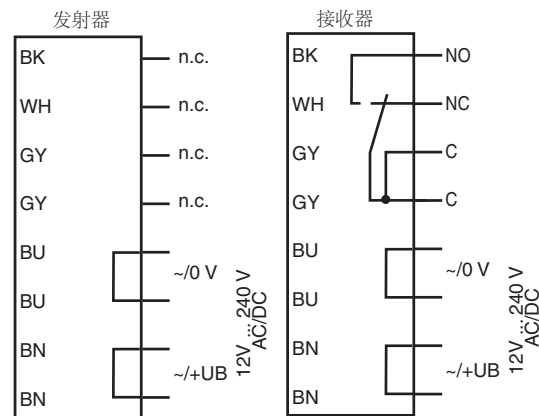 发射器
BK n.c.
WH n.c.
GY n.c.
GY n.c.
BU
~/0 V
BU
BN
~/+UB
BN
12V ... 240 V
AC/DC
接收器
BK NO
WH NC
GY C
GY C
BU
~/0 V
BU
BN
~/+UB
BN
12V ... 240 V
AC/DC